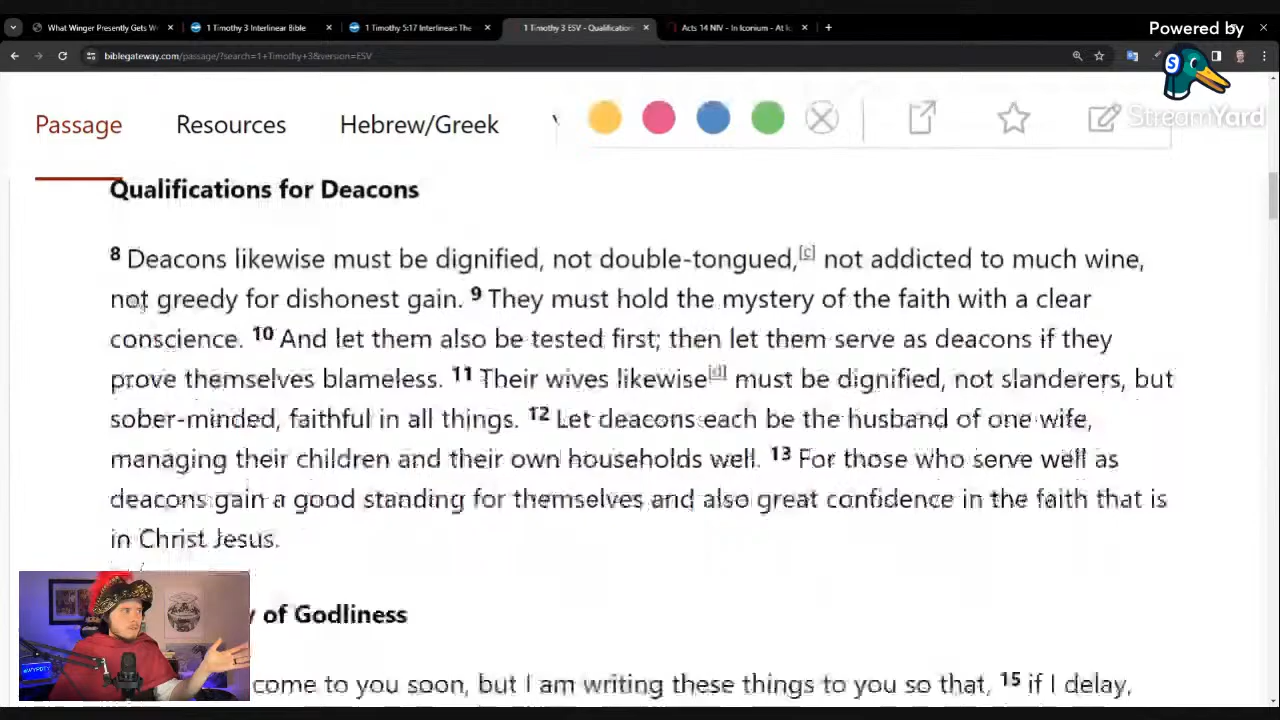 What Winger Presently Gets W
1 Timothy 3 Interlinear Bible
1 Timothy 5:17 Interlinear: The
1 Timothy 3 ESV - Qualification
Acts 14 NIV - In Iconium - At Ic
Powered by
biblegateway.com/passage/?search=1+Timothy+3&version=ESV
S
StreamYard
Passage
Resources
Hebrew/Greek
Qualifications for Deacons
8 Deacons likewise must be dignified, not double-tongued,[c] not addicted to much wine,
not greedy for dishonest gain. 9 They must hold the mystery of the faith with a clear
conscience. 10 And let them also be tested first; then let them serve as deacons if they
prove themselves blameless. 11 Their wives likewise[d] must be dignified, not slanderers, but
sober-minded, faithful in all things. 12 Let deacons each be the husband of one wife,
managing their children and their own households well. 13 For those who serve well as
deacons gain a good standing for themselves and also great confidence in the faith that is
in Christ Jesus.
y of Godliness
come to you soon, but I am writing these things to you so that, 15 if I delay,